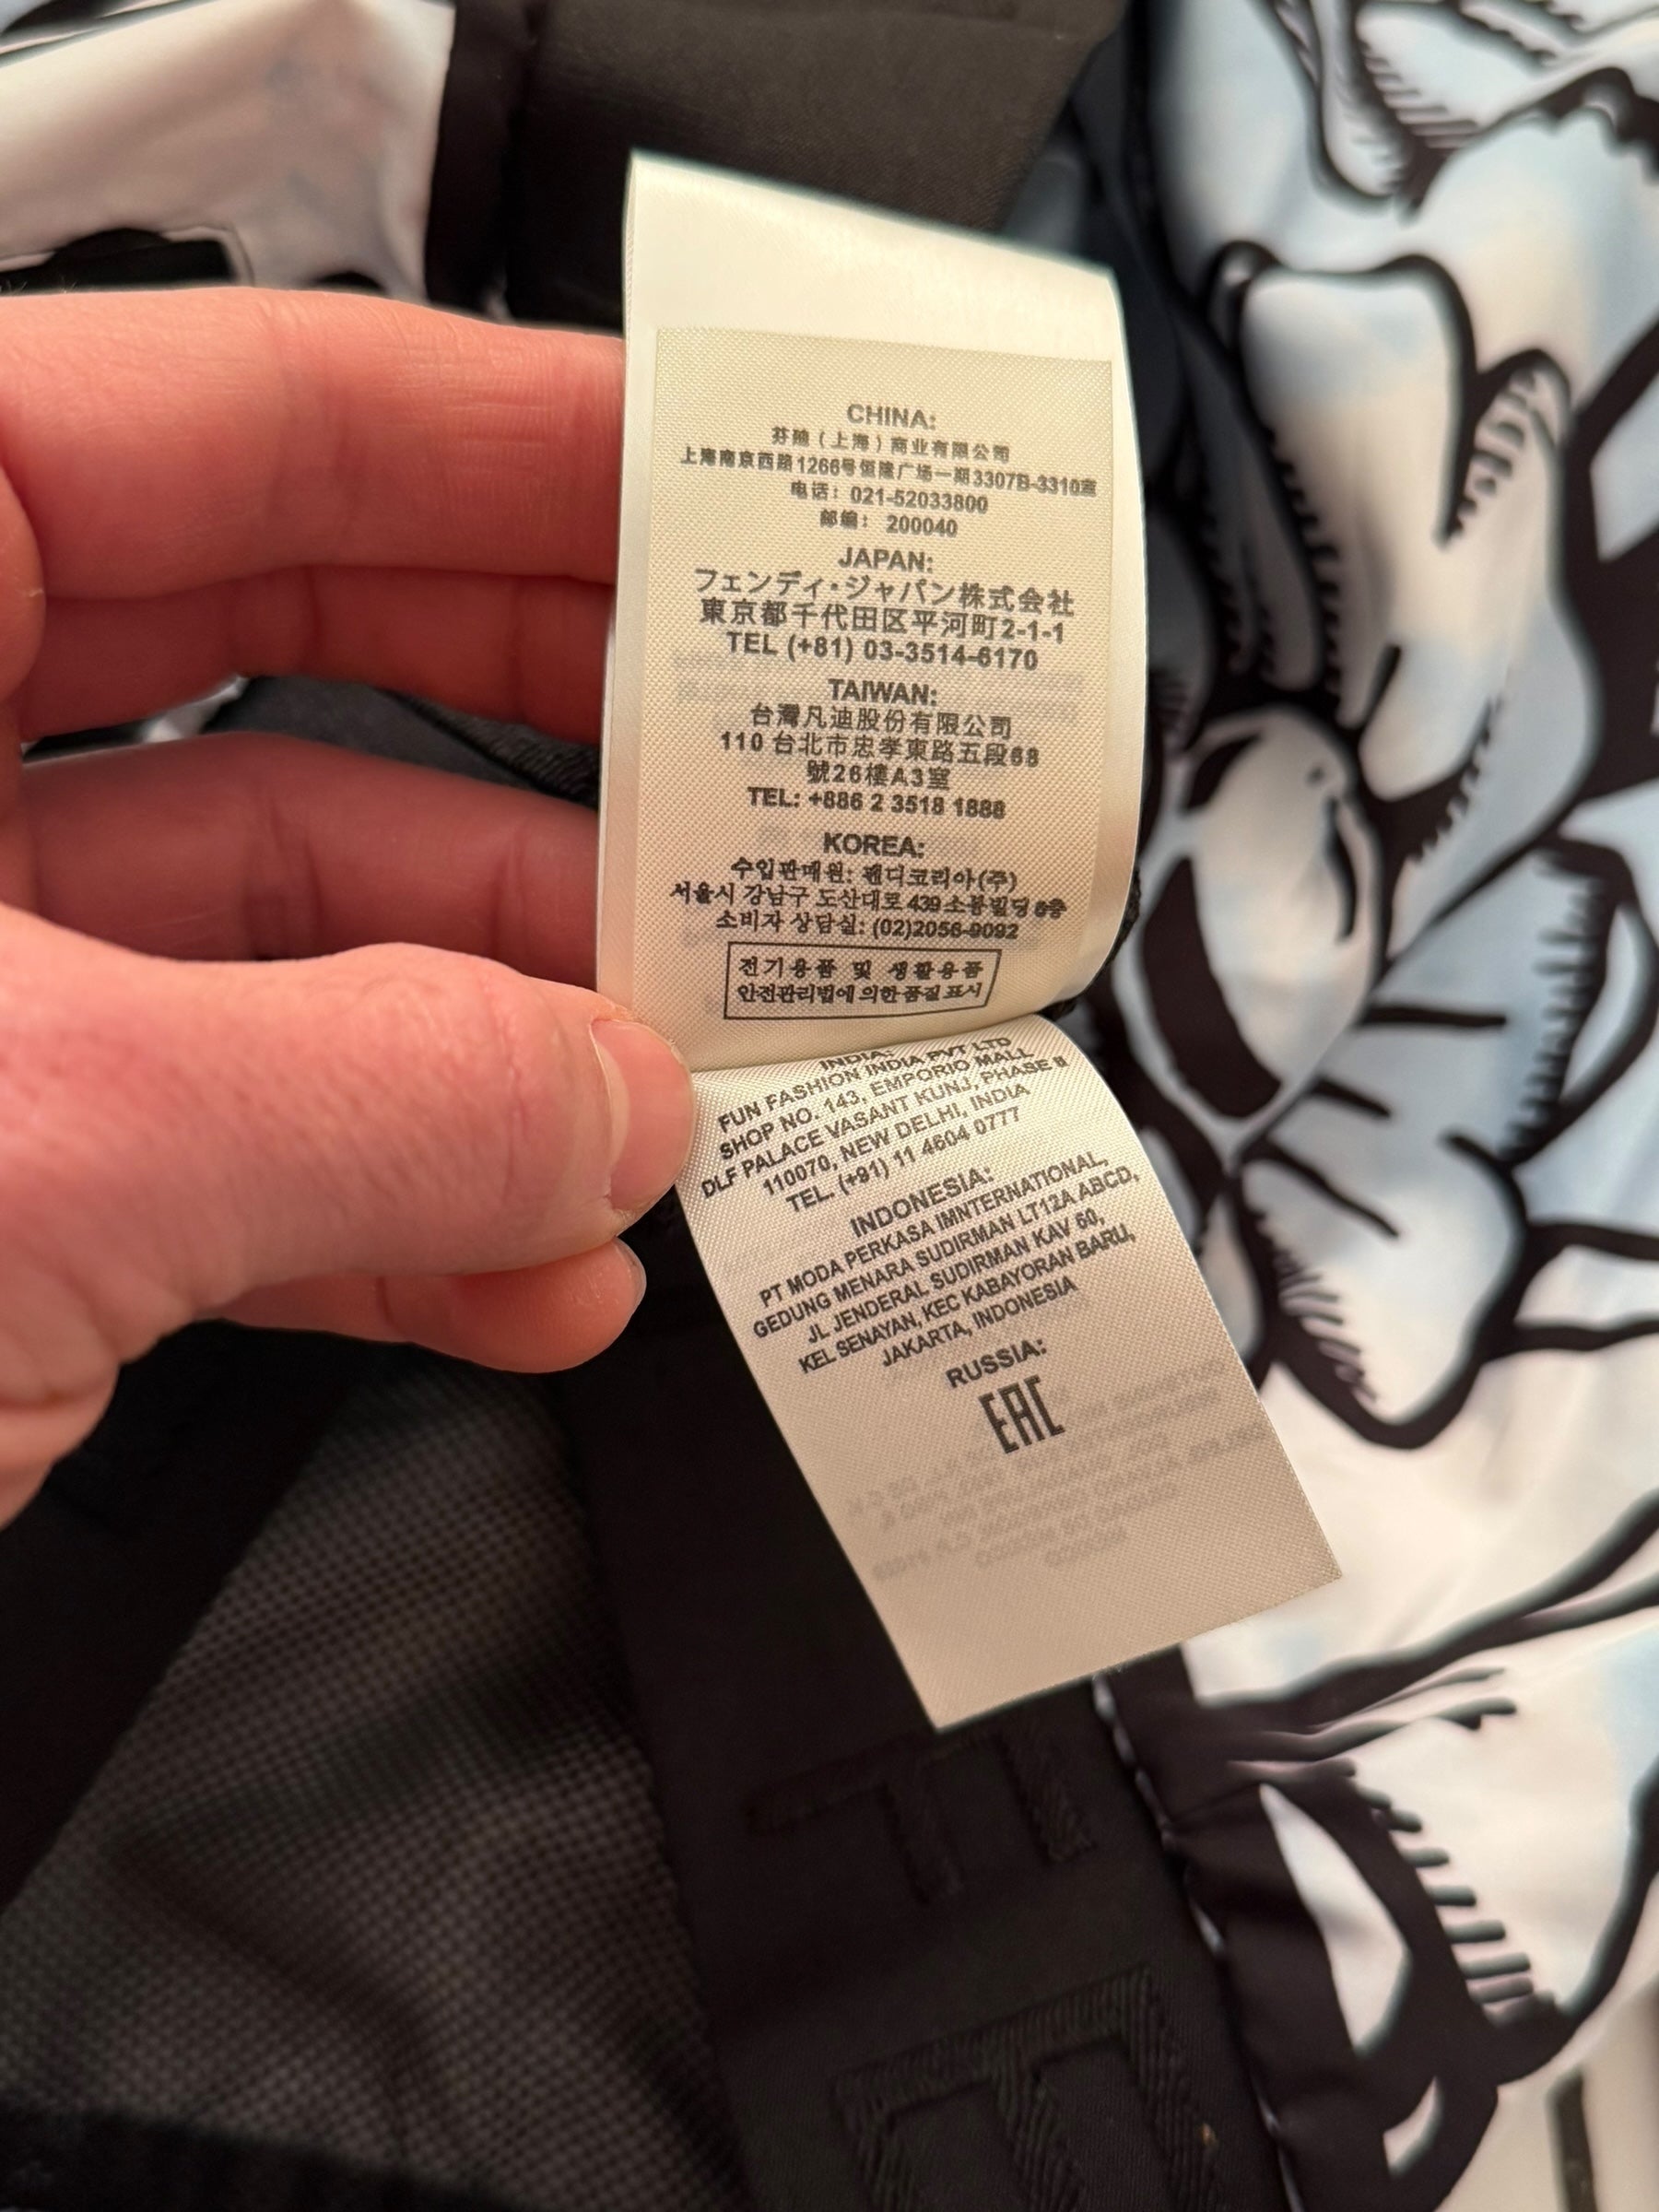 CHINA:
芬迪（上海）商业有限公司
上海南京西路1266号恒隆广场一期3307B-3310室
电话：021-52033800
邮编：200040
JAPAN:
フェンディ・ジャパン株式会社
東京都千代田区平河町2-1-1
TEL (+81) 03-3514-6170
TAIWAN:
台灣凡迪股份有限公司
110 台北市忠孝東路五段68
號26樓A3室
TEL: +886 2 3518 1888
KOREA:
수입판매원: 펜디코리아(주)
서울시 강남구 도산대로 439 소봉빌딩 6층
소비자 상담실: (02)2056-9092
전기용품 및 생활용품
안전관리법에 의한 품질표시
INDIA:
FUN FASHION INDIA PVT LTD
SHOP NO. 143, EMPORIO MALL
DLF PALACE VASANT KUNJ, PHASE II
110070, NEW DELHI, INDIA
TEL. (+91) 11 4604 0777
INDONESIA:
PT MODA PERKASA IMNTERNATIONAL,
GEDUNG MENARA SUDIRMAN LT12A ABCD,
JL JENDERAL SUDIRMAN KAV 60,
KEL SENAYAN, KEC KABAYORAN BARU,
JAKARTA, INDONESIA
RUSSIA:
EAC